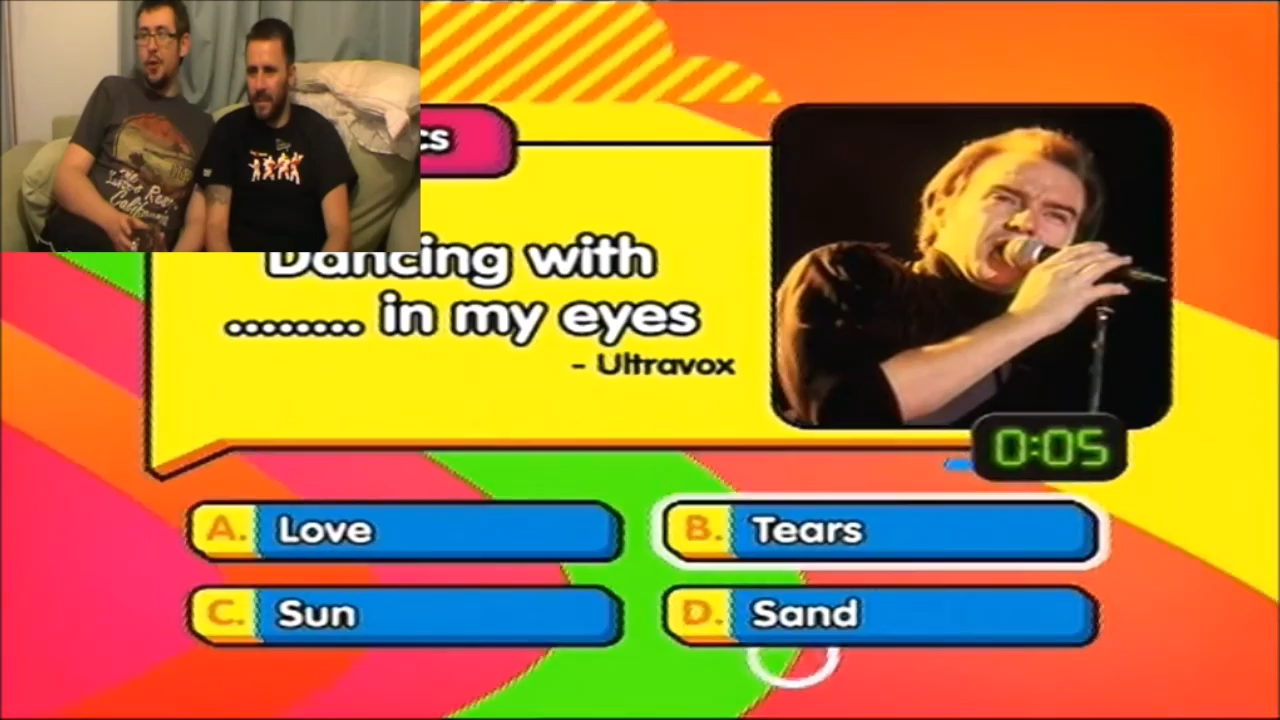 cs
Dancing with
........ in my eyes
- Ultravox
0:05
A. Love
B. Tears
C. Sun
D. Sand